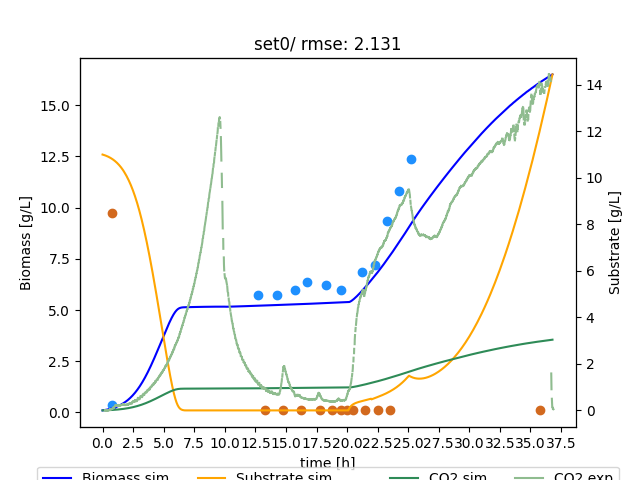 set0/ rmse: 2.131
Biomass [g/L]
15.0
12.5
10.0
7.5
5.0
2.5
0.0
14
12
10
8
6
4
2
0
Substrate [g/L]
0.0 2.5 5.0 7.5 10.0 12.5 15.0 17.5 20.0 22.5 25.0 27.5 30.0 32.5 35.0 37.5
time [h]
Biomass sim Substrate sim CO2 sim CO2 exp